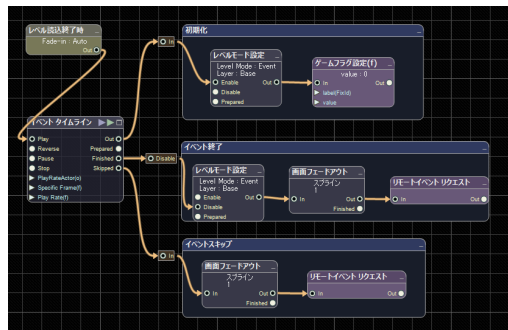 レベル読込終了時
Fade-in : Auto
Out
In
初期化
レベルモード設定
Level Mode : Event
Layer : Base
Enable Out
Disable
Prepared
ゲームフラグ設定(f)
value : 0
In Out
label(FixId)
value
イベント タイムライン
Play Out
Reverse Prepared
Pause Finished
Stop Skipped
PlayRateActor(o)
Specific Frame(f)
Play Rate(f)
Disable
イベント終了
レベルモード設定
Level Mode : Event
Layer : Base
Enable Out
Disable
Prepared
画面フェードアウト
スプライン
1
In Out
Finished
リモートイベント リクエスト
In Out
In
イベントスキップ
画面フェードアウト
スプライン
1
In Out
Finished
リモートイベント リクエスト
In Out